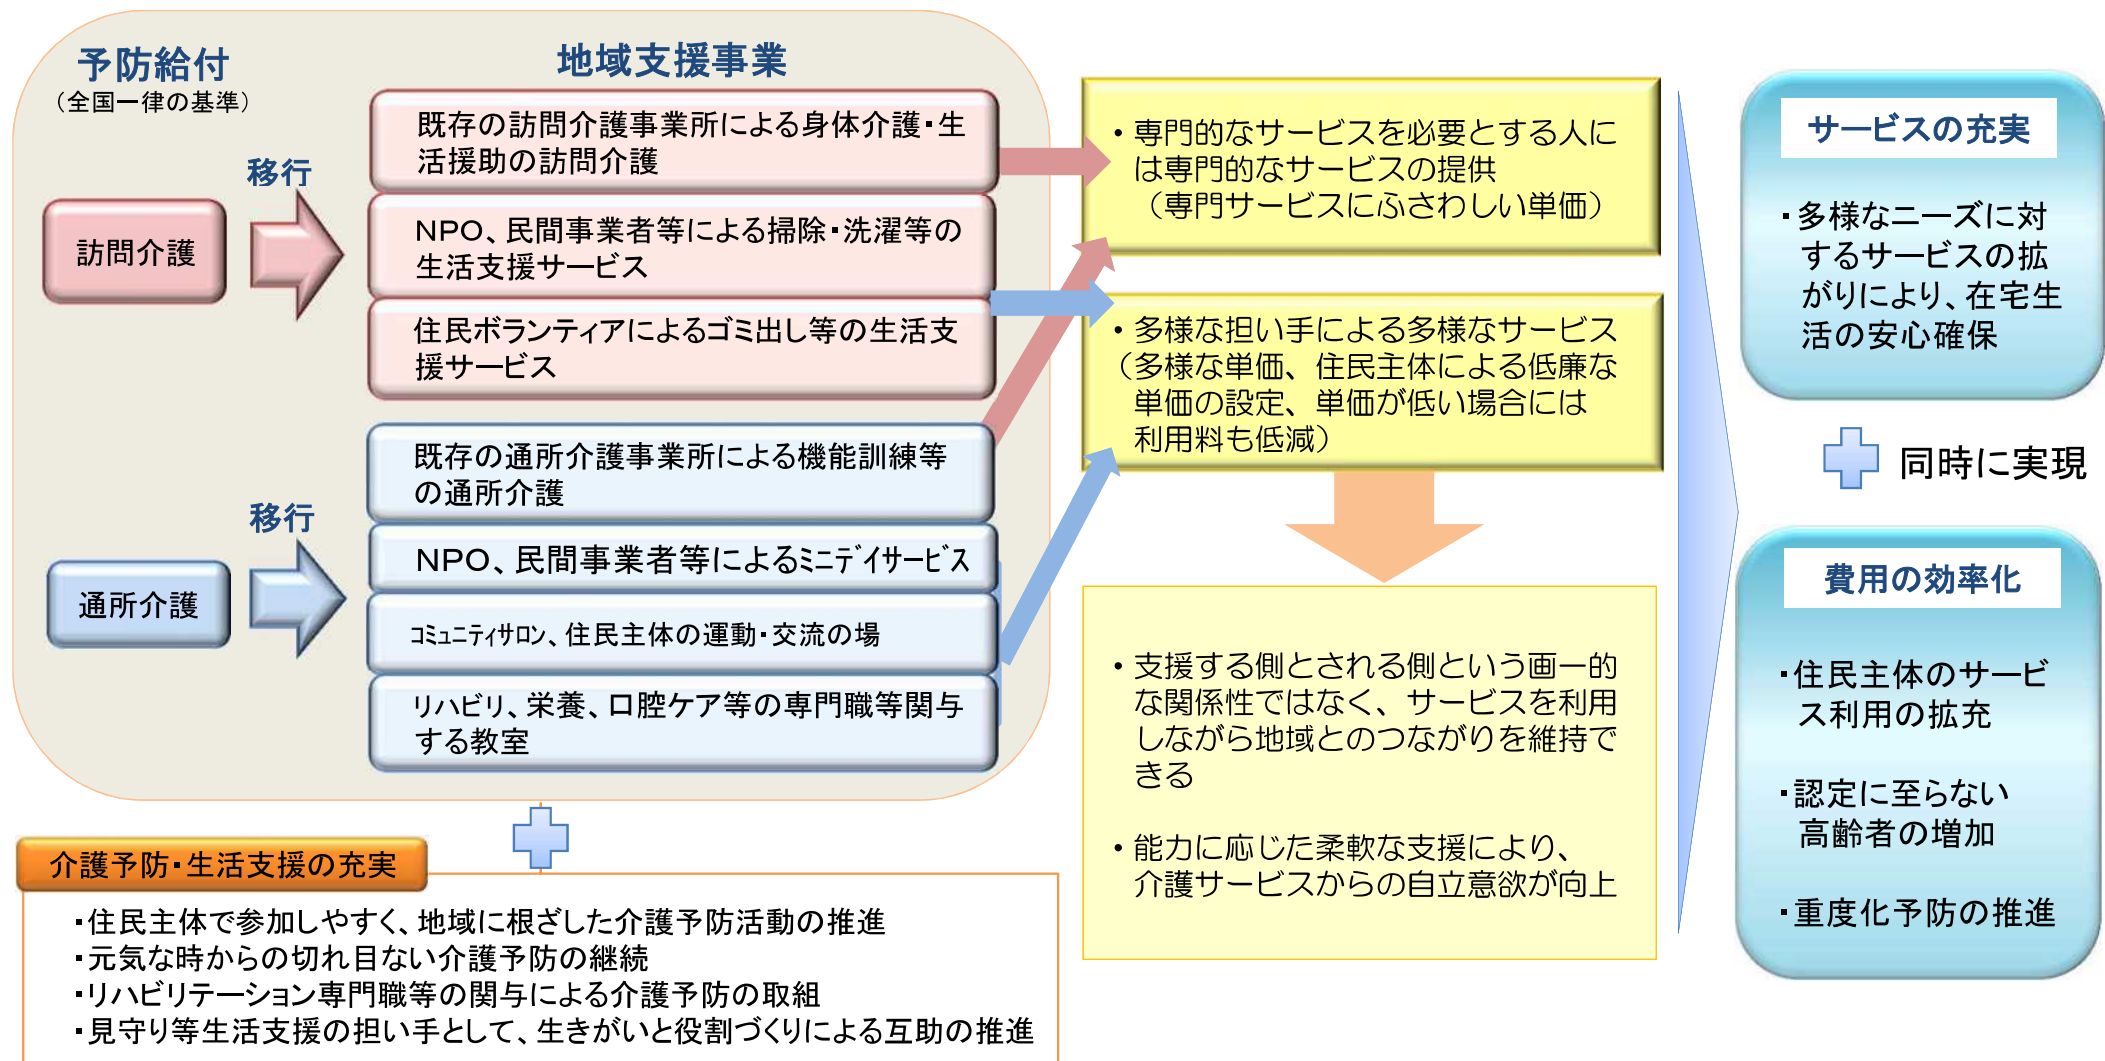 予防給付
（全国一律の基準）
地域支援事業
移行
訪問介護
既存の訪問介護事業所による身体介護・生
活援助の訪問介護
NPO、民間事業者等による掃除・洗濯等の
生活支援サービス
住民ボランティアによるゴミ出し等の生活支
援サービス
移行
通所介護
既存の通所介護事業所による機能訓練等
の通所介護
NPO、民間事業者等によるﾐﾆﾃﾞｲｻｰﾋﾞｽ
ｺﾐｭﾆﾃｨｻﾛﾝ、住民主体の運動・交流の場
リハビリ、栄養、口腔ケア等の専門職等関与
する教室
介護予防・生活支援の充実
・住民主体で参加しやすく、地域に根ざした介護予防活動の推進
・元気な時からの切れ目ない介護予防の継続
・リハビリテーション専門職等の関与による介護予防の取組
・見守り等生活支援の担い手として、生きがいと役割づくりによる互助の推進
・専門的なサービスを必要とする人に
は専門的なサービスの提供
（専門サービスにふさわしい単価）
・多様な担い手による多様なサービス
（多様な単価、住民主体による低廉な
単価の設定、単価が低い場合には
利用料も低減）
・支援する側とされる側という画一的
な関係性ではなく、サービスを利用
しながら地域とのつながりを維持で
きる
・能力に応じた柔軟な支援により、
介護サービスからの自立意欲が向上
サービスの充実
・多様なニーズに対
するサービスの拡
がりにより、在宅生
活の安心確保
同時に実現
費用の効率化
・住民主体のサービ
ス利用の拡充
・認定に至らない
高齢者の増加
・重度化予防の推進